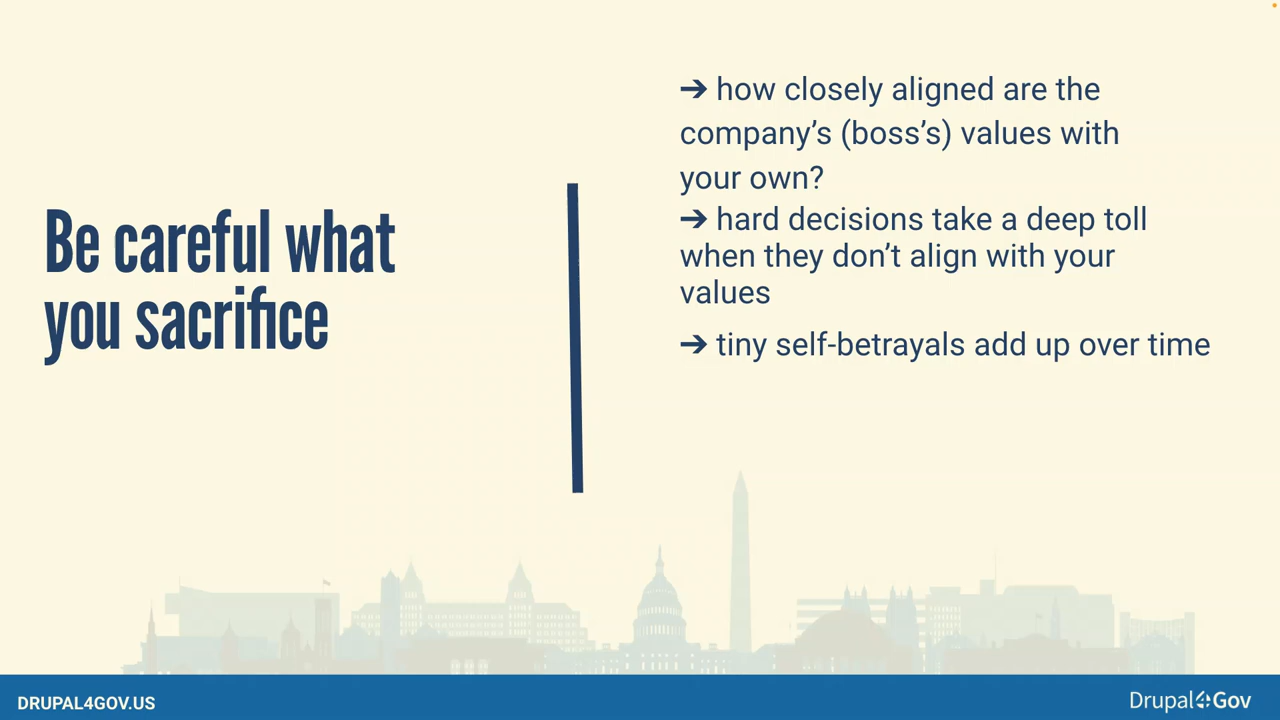 Be careful what
you sacrifice
➔ how closely aligned are the
company’s (boss’s) values with
your own?
➔ hard decisions take a deep toll
when they don’t align with your
values
➔ tiny self-betrayals add up over time
DRUPAL4GOV.US
Drupal4Gov